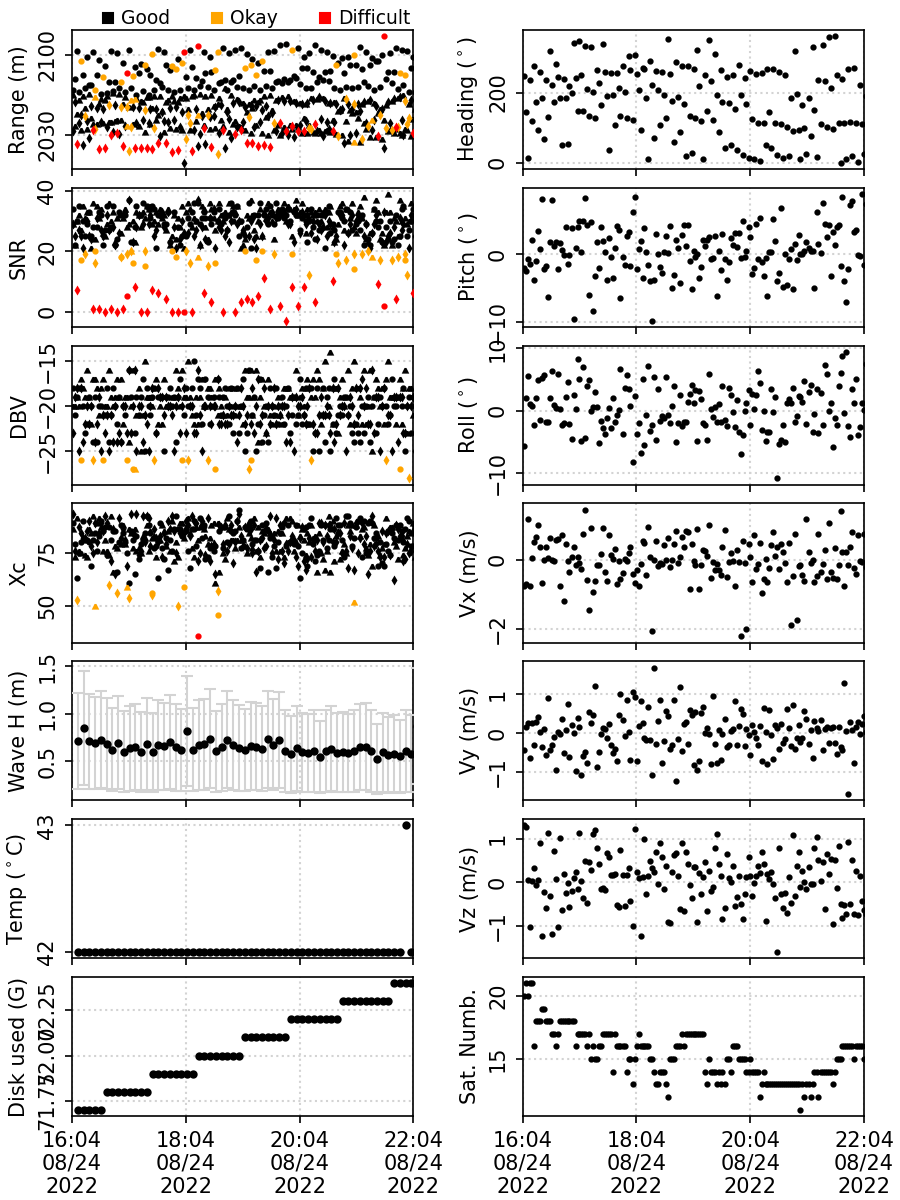 Good Okay Difficult
Range (m)
2100
2030
Heading (°)
200
0
SNR
40
20
0
Pitch (°)
0
−10
DBV
−15
−20
−25
Roll (°)
10
0
−10
Xc
75
50
Vx (m/s)
0
−2
Wave H (m)
1.5
1.0
0.5
Vy (m/s)
1
0
−1
Temp (°C)
43
42
Vz (m/s)
1
0
−1
Disk used (G)
72.25
72.00
71.75
Sat. Numb.
20
15
16:04 18:04 20:04 22:04 16:04 18:04 20:04 22:04
08/24 08/24 08/24 08/24 08/24 08/24 08/24 08/24
2022 2022 2022 2022 2022 2022 2022 2022